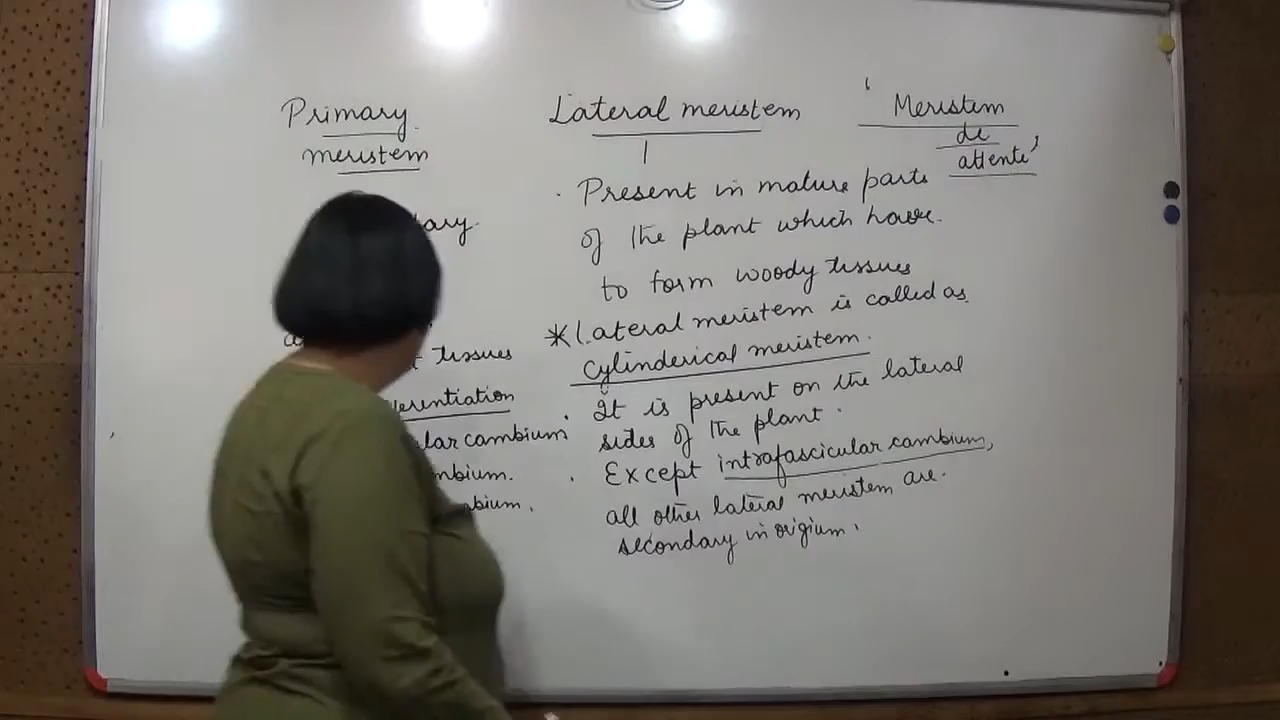 Primary
meristem
tissues
lar cambium
Lateral meristem
. Present in mature parts
of the plant which have.
to form woody tissues
*Lateral meristem is called as
cylinderical meristem.
. It is present on the lateral
sides of the plant.
. Except intrafascicular cambium,
all other lateral meristem are.
secondary in origium.
' Meristem
de
attente'